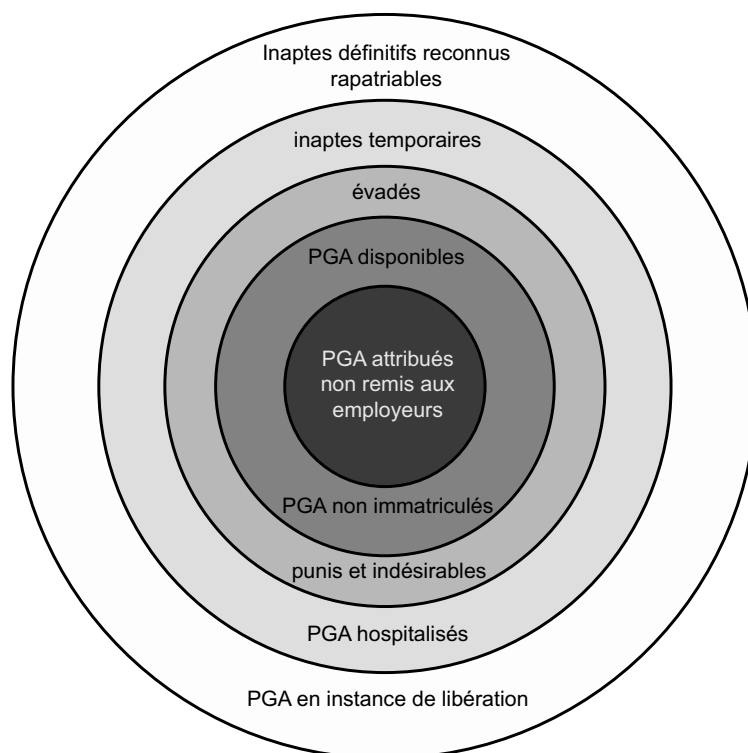 Inaptes définitifs reconnus
rapatriables
inaptes temporaires
évadés
PGA disponibles
PGA attribués
non remis aux
employeurs
PGA non immatriculés
punis et indésirables
PGA hospitalisés
PGA en instance de libération